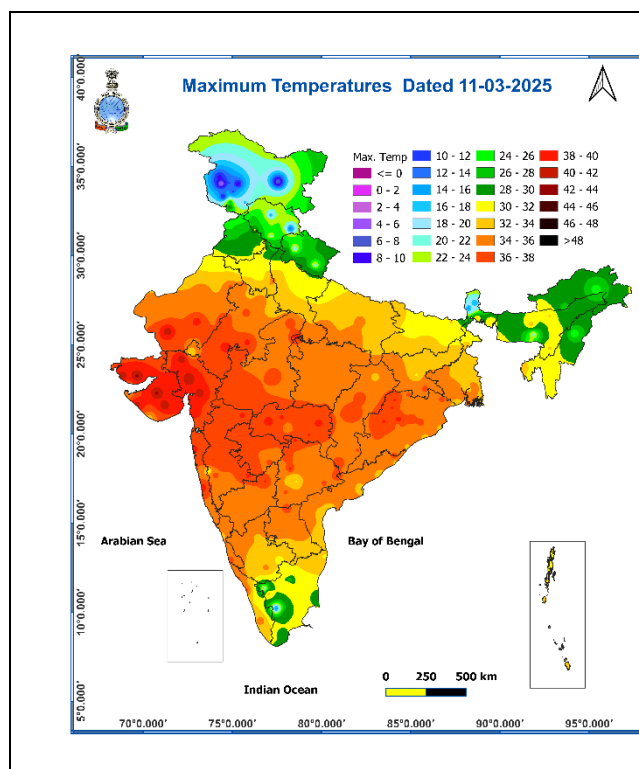 Maximum Temperatures Dated 11-03-2025
40°0.000'
35°0.000'
30°0.000'
25°0.000'
20°0.000'
15°0.000'
10°0.000'
5°0.000'
Max. Temp
<= 0
0 - 2
2 - 4
4 - 6
6 - 8
8 - 10
10 - 12
12 - 14
14 - 16
16 - 18
18 - 20
20 - 22
22 - 24
24 - 26
26 - 28
28 - 30
30 - 32
32 - 34
34 - 36
36 - 38
38 - 40
40 - 42
42 - 44
44 - 46
46 - 48
>48
Arabian Sea
Bay of Bengal
Indian Ocean
0 250 500 km
70°0.000' 75°0.000' 80°0.000' 85°0.000' 90°0.000' 95°0.000'